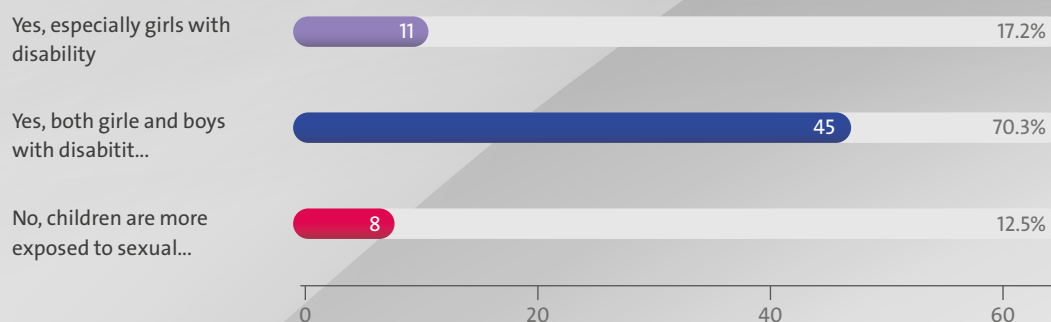 Yes, especially girls with
disability
11
17.2%
Yes, both girle and boys
with disabitit...
45
70.3%
No, children are more
exposed to sexual...
8
12.5%
0 20 40 60